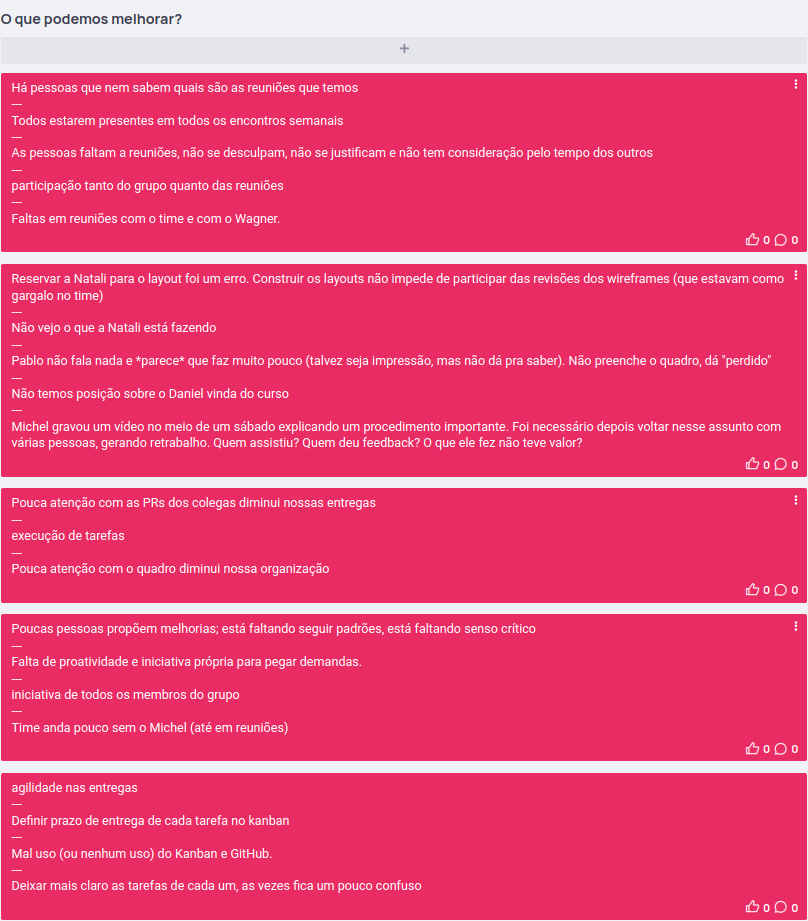 O que podemos melhorar?
+
Há pessoas que nem sabem quais são as reuniões que temos
---
Todos estarem presentes em todos os encontros semanais
---
As pessoas faltam a reuniões, não se desculpam, não se justificam e não tem consideração pelo tempo dos outros
---
participação tanto do grupo quanto das reuniões
---
Faltas em reuniões com o time e com o Wagner.
0 0
Reservar a Natali para o layout foi um erro. Construir os layouts não impede de participar das revisões dos wireframes (que estavam como
gargalo no time)
---
Não vejo o que a Natali está fazendo
---
Pablo não fala nada e *parece* que faz muito pouco (talvez seja impressão, mas não dá pra saber). Não preenche o quadro, dá "perdido"
---
Não temos posição sobre o Daniel vinda do curso
---
Michel gravou um vídeo no meio de um sábado explicando um procedimento importante. Foi necessário depois voltar nesse assunto com
várias pessoas, gerando retrabalho. Quem assistiu? Quem deu feedback? O que ele fez não teve valor?
0 0
Pouca atenção com as PRs dos colegas diminui nossas entregas
---
execução de tarefas
---
Pouca atenção com o quadro diminui nossa organização
0 0
Poucas pessoas propõem melhorias; está faltando seguir padrões, está faltando senso crítico
---
Falta de proatividade e iniciativa própria para pegar demandas.
---
iniciativa de todos os membros do grupo
---
Time anda pouco sem o Michel (até em reuniões)
0 0
agilidade nas entregas
---
Definir prazo de entrega de cada tarefa no kanban
---
Mal uso (ou nenhum uso) do Kanban e GitHub.
---
Deixar mais claro as tarefas de cada um, as vezes fica um pouco confuso
0 0